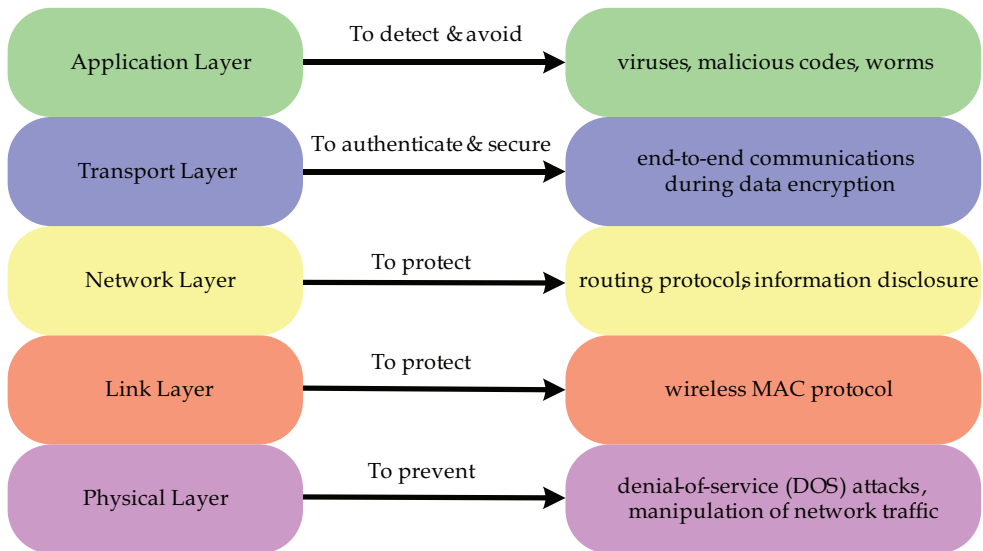 Application Layer
To detect & avoid
viruses, malicious codes, worms
Transport Layer
To authenticate & secure
end-to-end communications
during data encryption
Network Layer
To protect
routing protocols, information disclosure
Link Layer
To protect
wireless MAC protocol
Physical Layer
To prevent
denial-of-service (DOS) attacks,
manipulation of network traffic